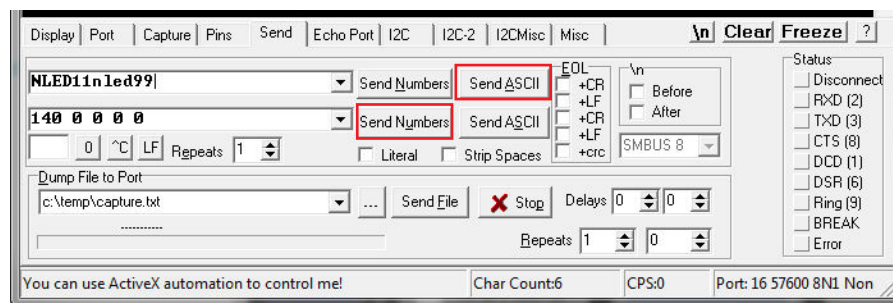 Display Port Capture Pins Send Echo Port I2C I2C-2 I2CMisc Misc \n Clear Freeze ?
NLED11nled99 Send Numbers Send ASCII
140 0 0 0 0 Send Numbers Send ASCII
0 ^C LF Repeats 1 Literal Strip Spaces
EOL
+CR
+LF
+CR
+LF
+crc
\n
Before
After
SMBUS 8
Dump File to Port
c:\temp\capture.txt ... Send File Stop Delays 0 0
Repeats 1 0
Status
Disconnect
RXD (2)
TXD (3)
CTS (8)
DCD (1)
DSR (6)
Ring (9)
BREAK
Error
You can use ActiveX automation to control me! Char Count:6 CPS:0 Port: 16 57600 8N1 Non